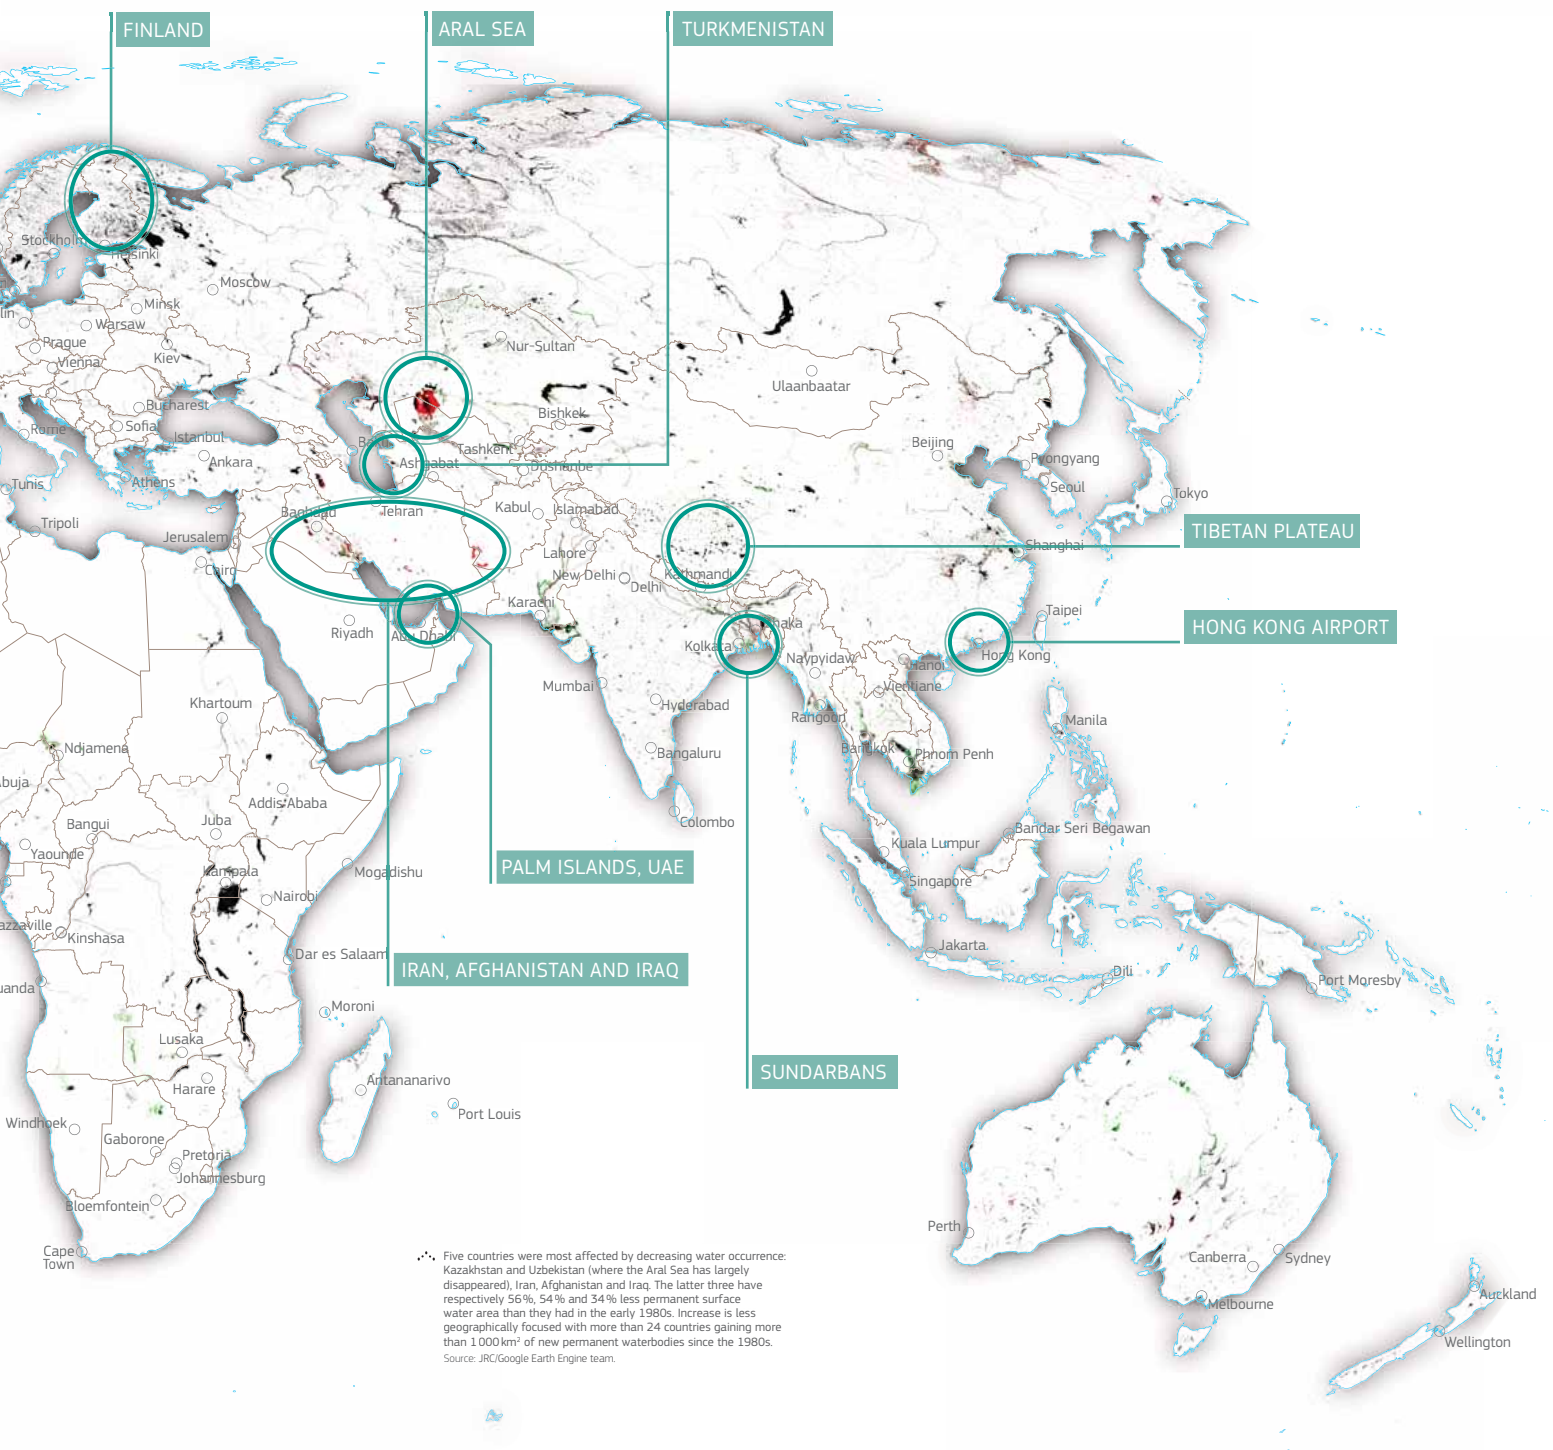 FINLAND
ARAL SEA
TURKMENISTAN
Stockholm
Helsinki
Moscow
Minsk
lin
Warsaw
Prague
Vienna
Kiev
Nur-Sultan
Ulaanbaatar
Bucharest
Bishkek
Rome
Sofia
Istanbul
Baku
Tashkent
Beijing
Ankara
Ashgabat
Dushanbe
Pyongyang
Tunis
Athens
Seoul
Tokyo
Baghdad
Tehran
Kabul
Islamabad
Tripoli
Jerusalem
TIBETAN PLATEAU
Lahore
Shanghai
Cairo
New Delhi
Delhi
Kathmandu
Karachi
Taipei
Riyadh
Abu Dhabi
Dhaka
HONG KONG AIRPORT
Kolkata
Naypyidaw
Hanoi
Hong Kong
Mumbai
Vientiane
Khartoum
Hyderabad
Rangoon
Manila
Ndjamena
Bangkok
Phnom Penh
Bangaluru
buja
Addis Ababa
Bangui
Juba
Colombo
Bandar Seri Begawan
Yaounde
Kuala Lumpur
Kampala
Mogadishu
PALM ISLANDS, UAE
Singapore
Nairobi
azzaville
Kinshasa
Jakarta
Dar es Salaam
IRAN, AFGHANISTAN AND IRAQ
Dili
uanda
Port Moresby
Moroni
Lusaka
SUNDARBANS
Harare
Antananarivo
Port Louis
Windhoek
Gaborone
Pretoria
Johannesburg
Bloemfontein
Perth
Cape
Town
Canberra
Sydney
Melbourne
Auckland
Wellington
Five countries were most affected by decreasing water occurrence:
Kazakhstan and Uzbekistan (where the Aral Sea has largely
disappeared), Iran, Afghanistan and Iraq. The latter three have
respectively 56%, 54% and 34% less permanent surface
water area than they had in the early 1980s. Increase is less
geographically focused with more than 24 countries gaining more
than 1 000 km² of new permanent waterbodies since the 1980s.
Source: JRC/Google Earth Engine team.